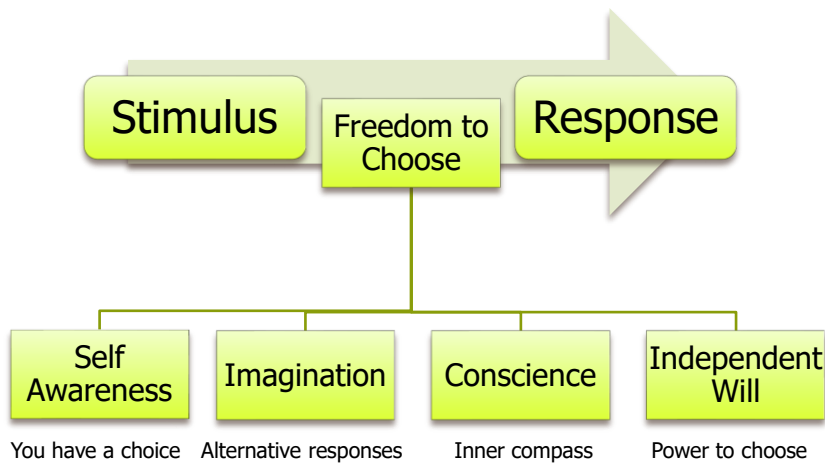 Stimulus
Freedom to
Choose
Response
Self
Awareness
Imagination
Conscience
Independent
Will
You have a choice
Alternative responses
Inner compass
Power to choose